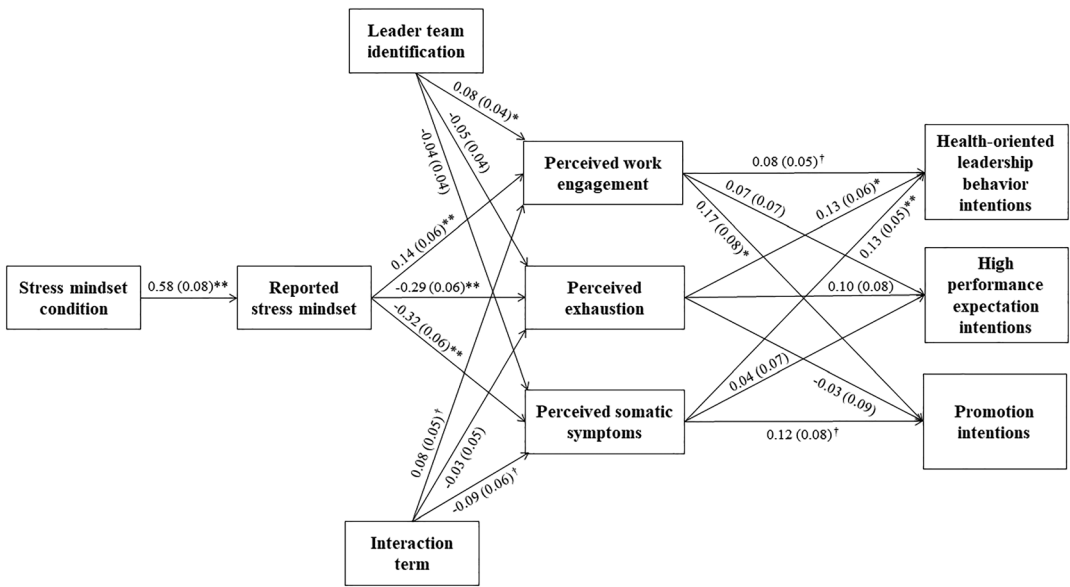 Leader team
identification
0.08 (0.04)*
-0.05 (0.04)
-0.04 (0.04)
Perceived work
engagement
Health-oriented
leadership
behavior
intentions
0.08 (0.05)†
0.07 (0.07)
0.13 (0.06)*
0.17 (0.08)*
0.13 (0.05)**
0.14 (0.06)**
Stress mindset
condition
0.58 (0.08)**
Reported
stress mindset
-0.29 (0.06)**
-0.32 (0.06)**
Perceived
exhaustion
0.10 (0.08)
High
performance
expectation
intentions
0.04 (0.07)
-0.03 (0.09)
Perceived somatic
symptoms
0.12 (0.08)†
Promotion
intentions
0.08 (0.05)†
-0.03 (0.05)
-0.09 (0.06)†
Interaction
term